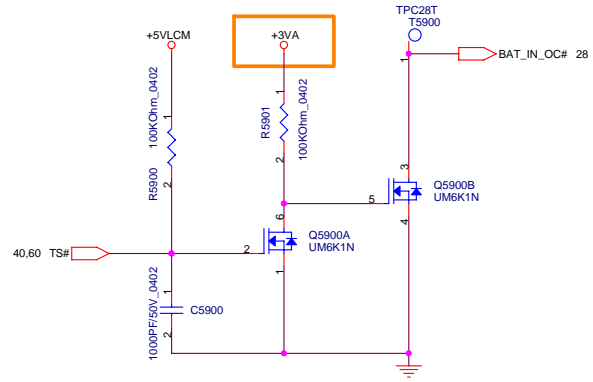 TPC28T
T5900
+5VLCM
+3VA
1
BAT_IN_OC# 28
1
R5900
100KOhm_0402
2
1
R5901
100KOhm_0402
2
3
5
Q5900B
UM6K1N
4
6
40,60 TS#
2
Q5900A
UM6K1N
1
1
1000PF/50V_0402
C5900
2